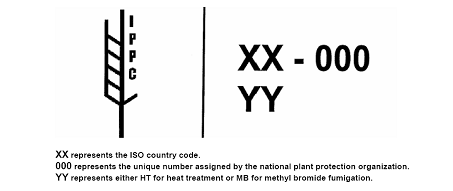 IPPC
XX - 000
YY
XX represents the ISO country code.
000 represents the unique number assigned by the national plant protection organization.
YY represents either HT for heat treatment or MB for methyl bromide fumigation.